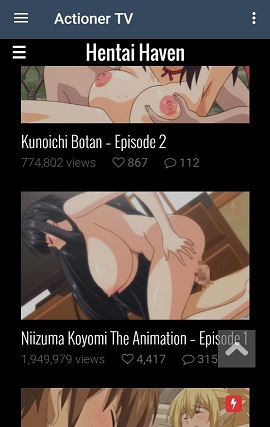 Actioner TV
Hentai Haven
Kunoichi Botan – Episode 2
774,802 views 867 112
Niizuma Koyomi The Animation – Episode 1
1,949,979 views 4,417 315